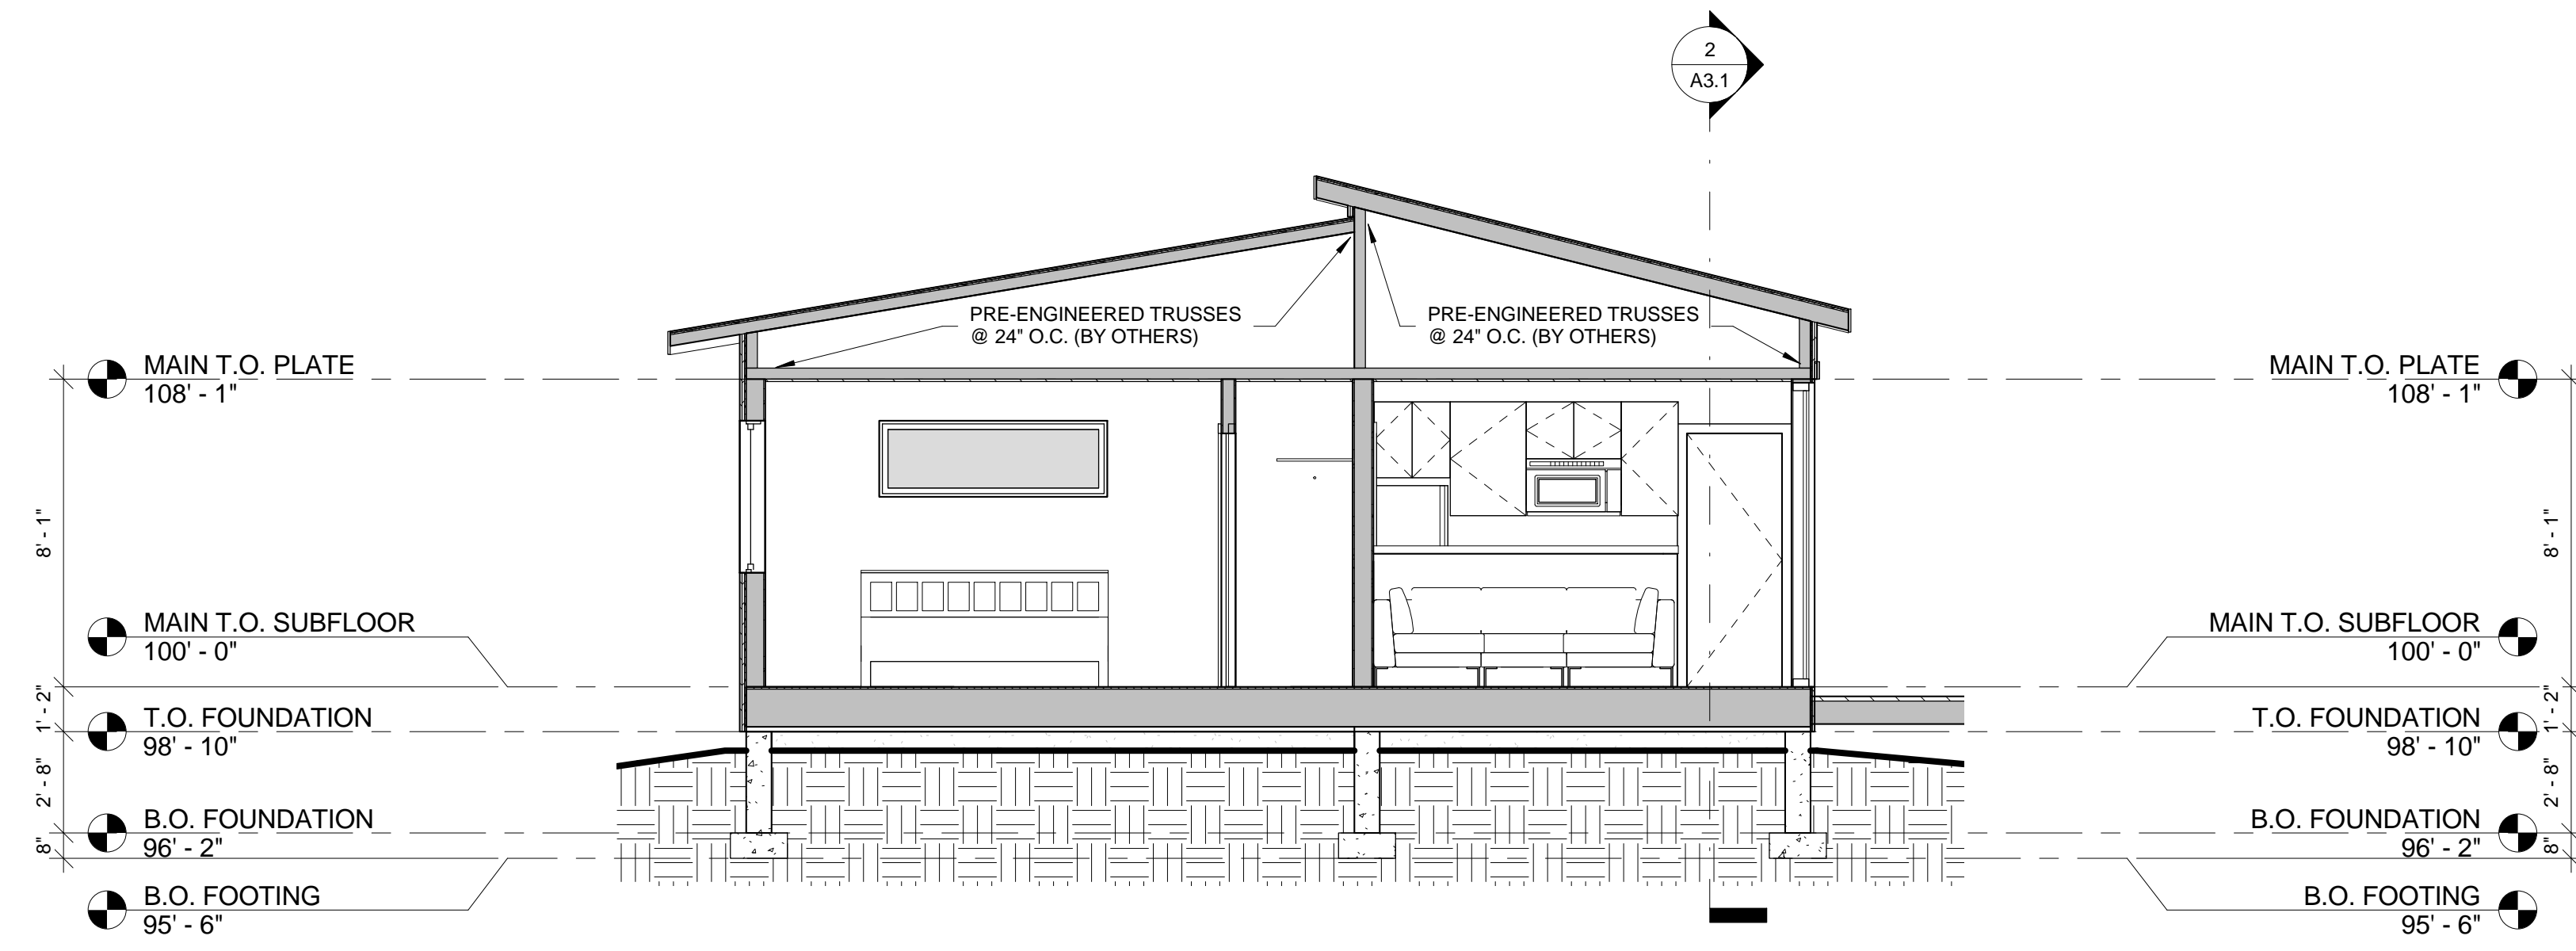 2
A3.1
PRE-ENGINEERED TRUSSES
@ 24" O.C. (BY OTHERS)
PRE-ENGINEERED TRUSSES
@ 24" O.C. (BY OTHERS)
MAIN T.O. PLATE
108' - 1"
MAIN T.O. SUBFLOOR
100' - 0"
T.O. FOUNDATION
98' - 10"
B.O. FOUNDATION
96' - 2"
B.O. FOOTING
95' - 6"
8' - 1"
1' - 2"
2' - 8"
8"
MAIN T.O. PLATE
108' - 1"
MAIN T.O. SUBFLOOR
100' - 0"
T.O. FOUNDATION
98' - 10"
B.O. FOUNDATION
96' - 2"
B.O. FOOTING
95' - 6"
8' - 1"
1' - 2"
2' - 8"
8"